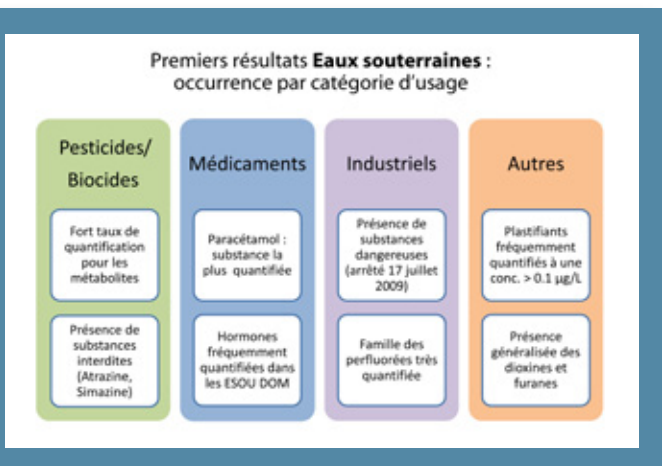 Premiers résultats Eaux souterraines :
occurrence par catégorie d'usage
Pesticides/
Biocides
Fort taux de
quantification
pour les
métabolites
Présence de
substances
interdites
(Atrazine,
Simazine)
Médicaments
Paracétamol :
substance la
plus quantifiée
Hormones
fréquemment
quantifiées dans
les ESOU DOM
Industriels
Présence de
substances
dangereuses
(arrêté 17 juillet
2009)
Famille des
perfluorées très
quantifiée
Autres
Plastifiants
fréquemment
quantifiés à une
conc. > 0.1 µg/L
Présence
généralisée des
dioxines et
furanes